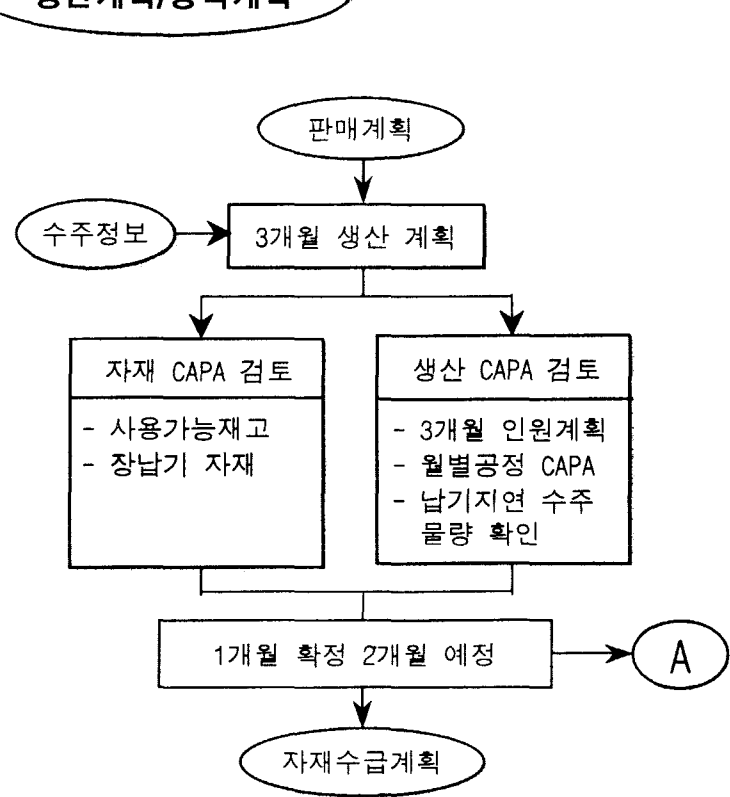 판매계획
수주정보
3개월 생산 계획
자재 CAPA 검토
- 사용가능재고
- 장납기 자재
생산 CAPA 검토
- 3개월 인원계획
- 월별공정 CAPA
- 납기지연 수주
물량 확인
1개월 확정 2개월 예정
A
자재수급계획